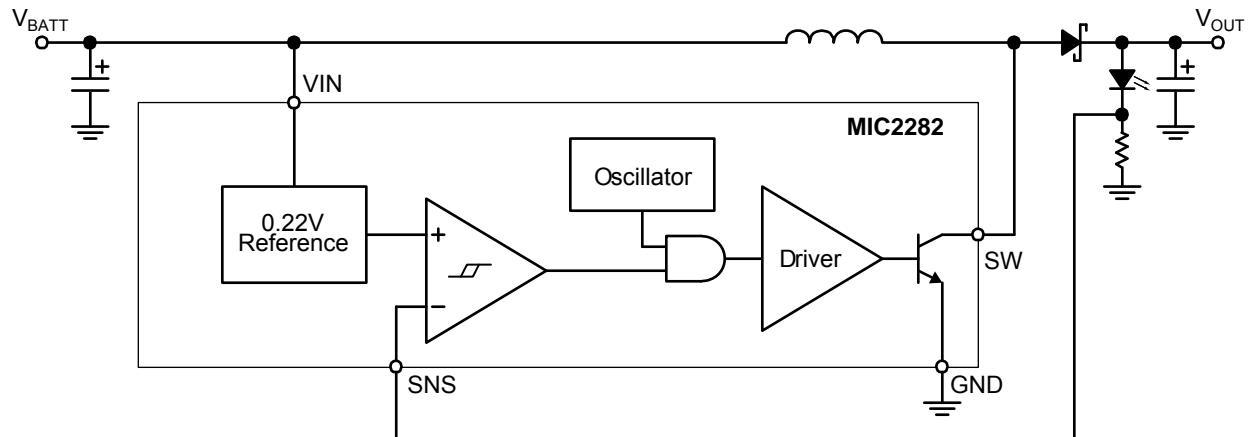 VBATT
VOUT
VIN
MIC2282
Oscillator
0.22V
Reference
+
−
Driver
SW
SNS
GND
+
+